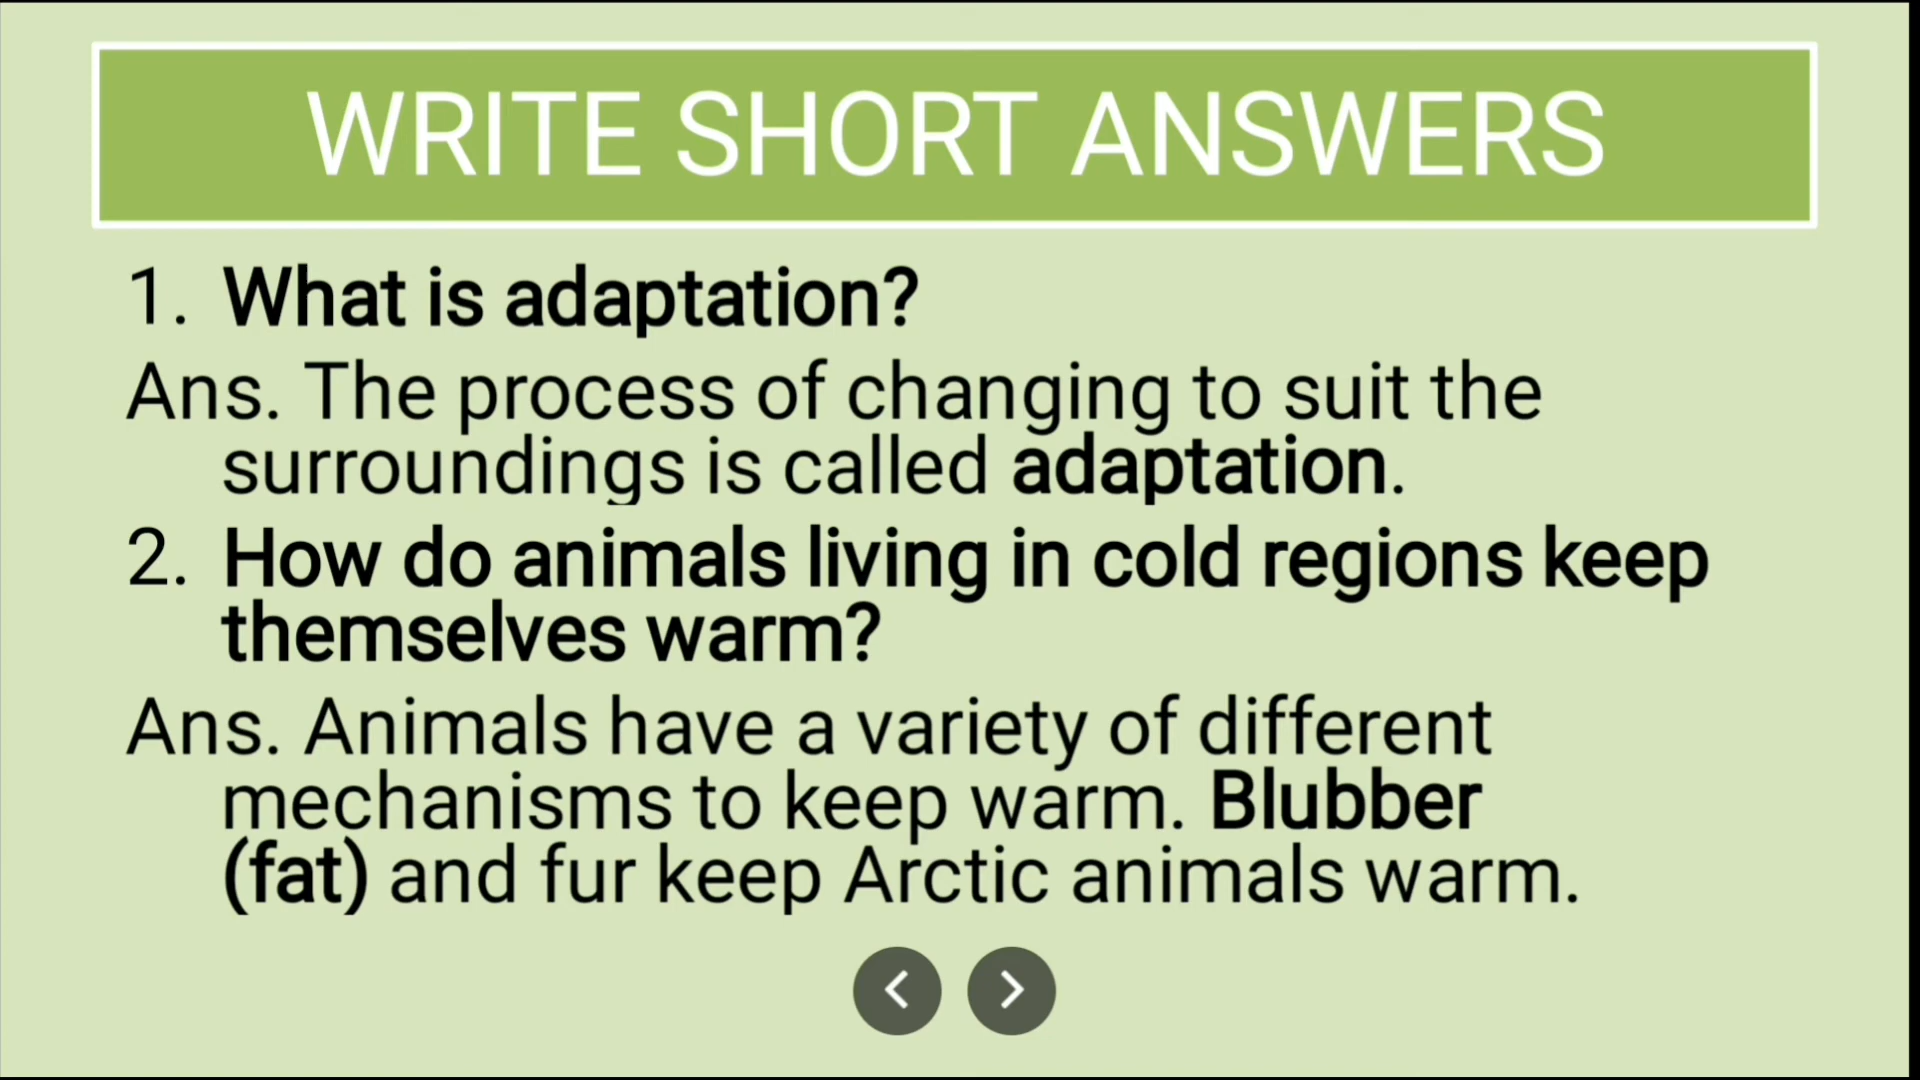 WRITE SHORT ANSWERS
1. What is adaptation?
Ans. The process of changing to suit the
surroundings is called adaptation.
2. How do animals living in cold regions keep
themselves warm?
Ans. Animals have a variety of different
mechanisms to keep warm. Blubber
(fat) and fur keep Arctic animals warm.